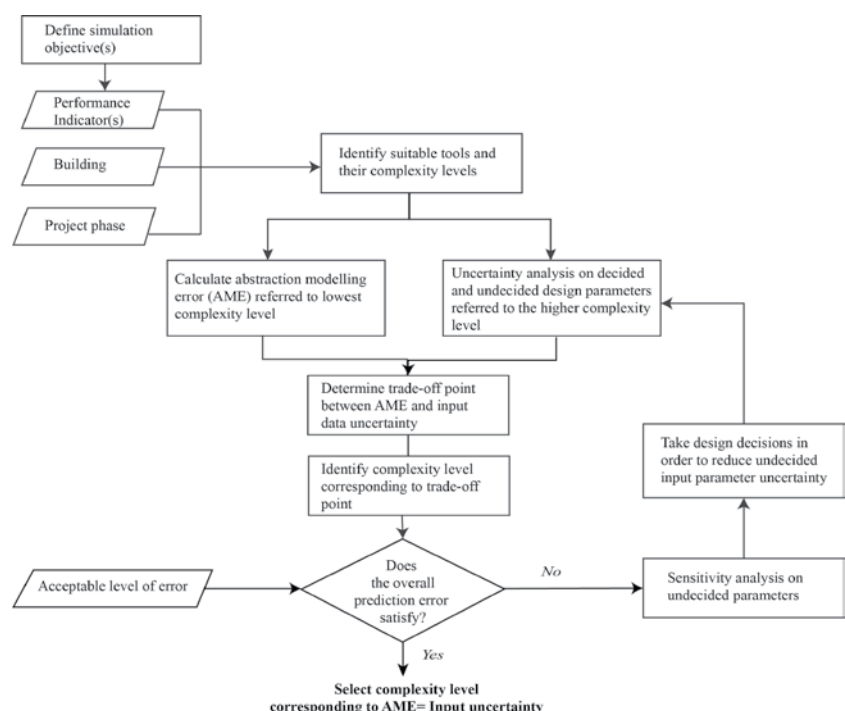 Define simulation
objective(s)
Performance
Indicator(s)
Building
Project phase
Identify suitable tools and
their complexity levels
Calculate abstraction modelling
error (AME) referred to lowest
complexity level
Uncertainty analysis on decided
and undecided design parameters
referred to the higher complexity
level
Determine trade-off point
between AME and input
data uncertainty
Identify complexity level
corresponding to trade-off
point
Take design decisions in
order to reduce undecided
input parameter uncertainty
Acceptable level of error
Does
the overall
prediction error
satisfy?
No
Sensitivity analysis on
undecided parameters
Yes
Select complexity level
corresponding to AME= Input uncertainty